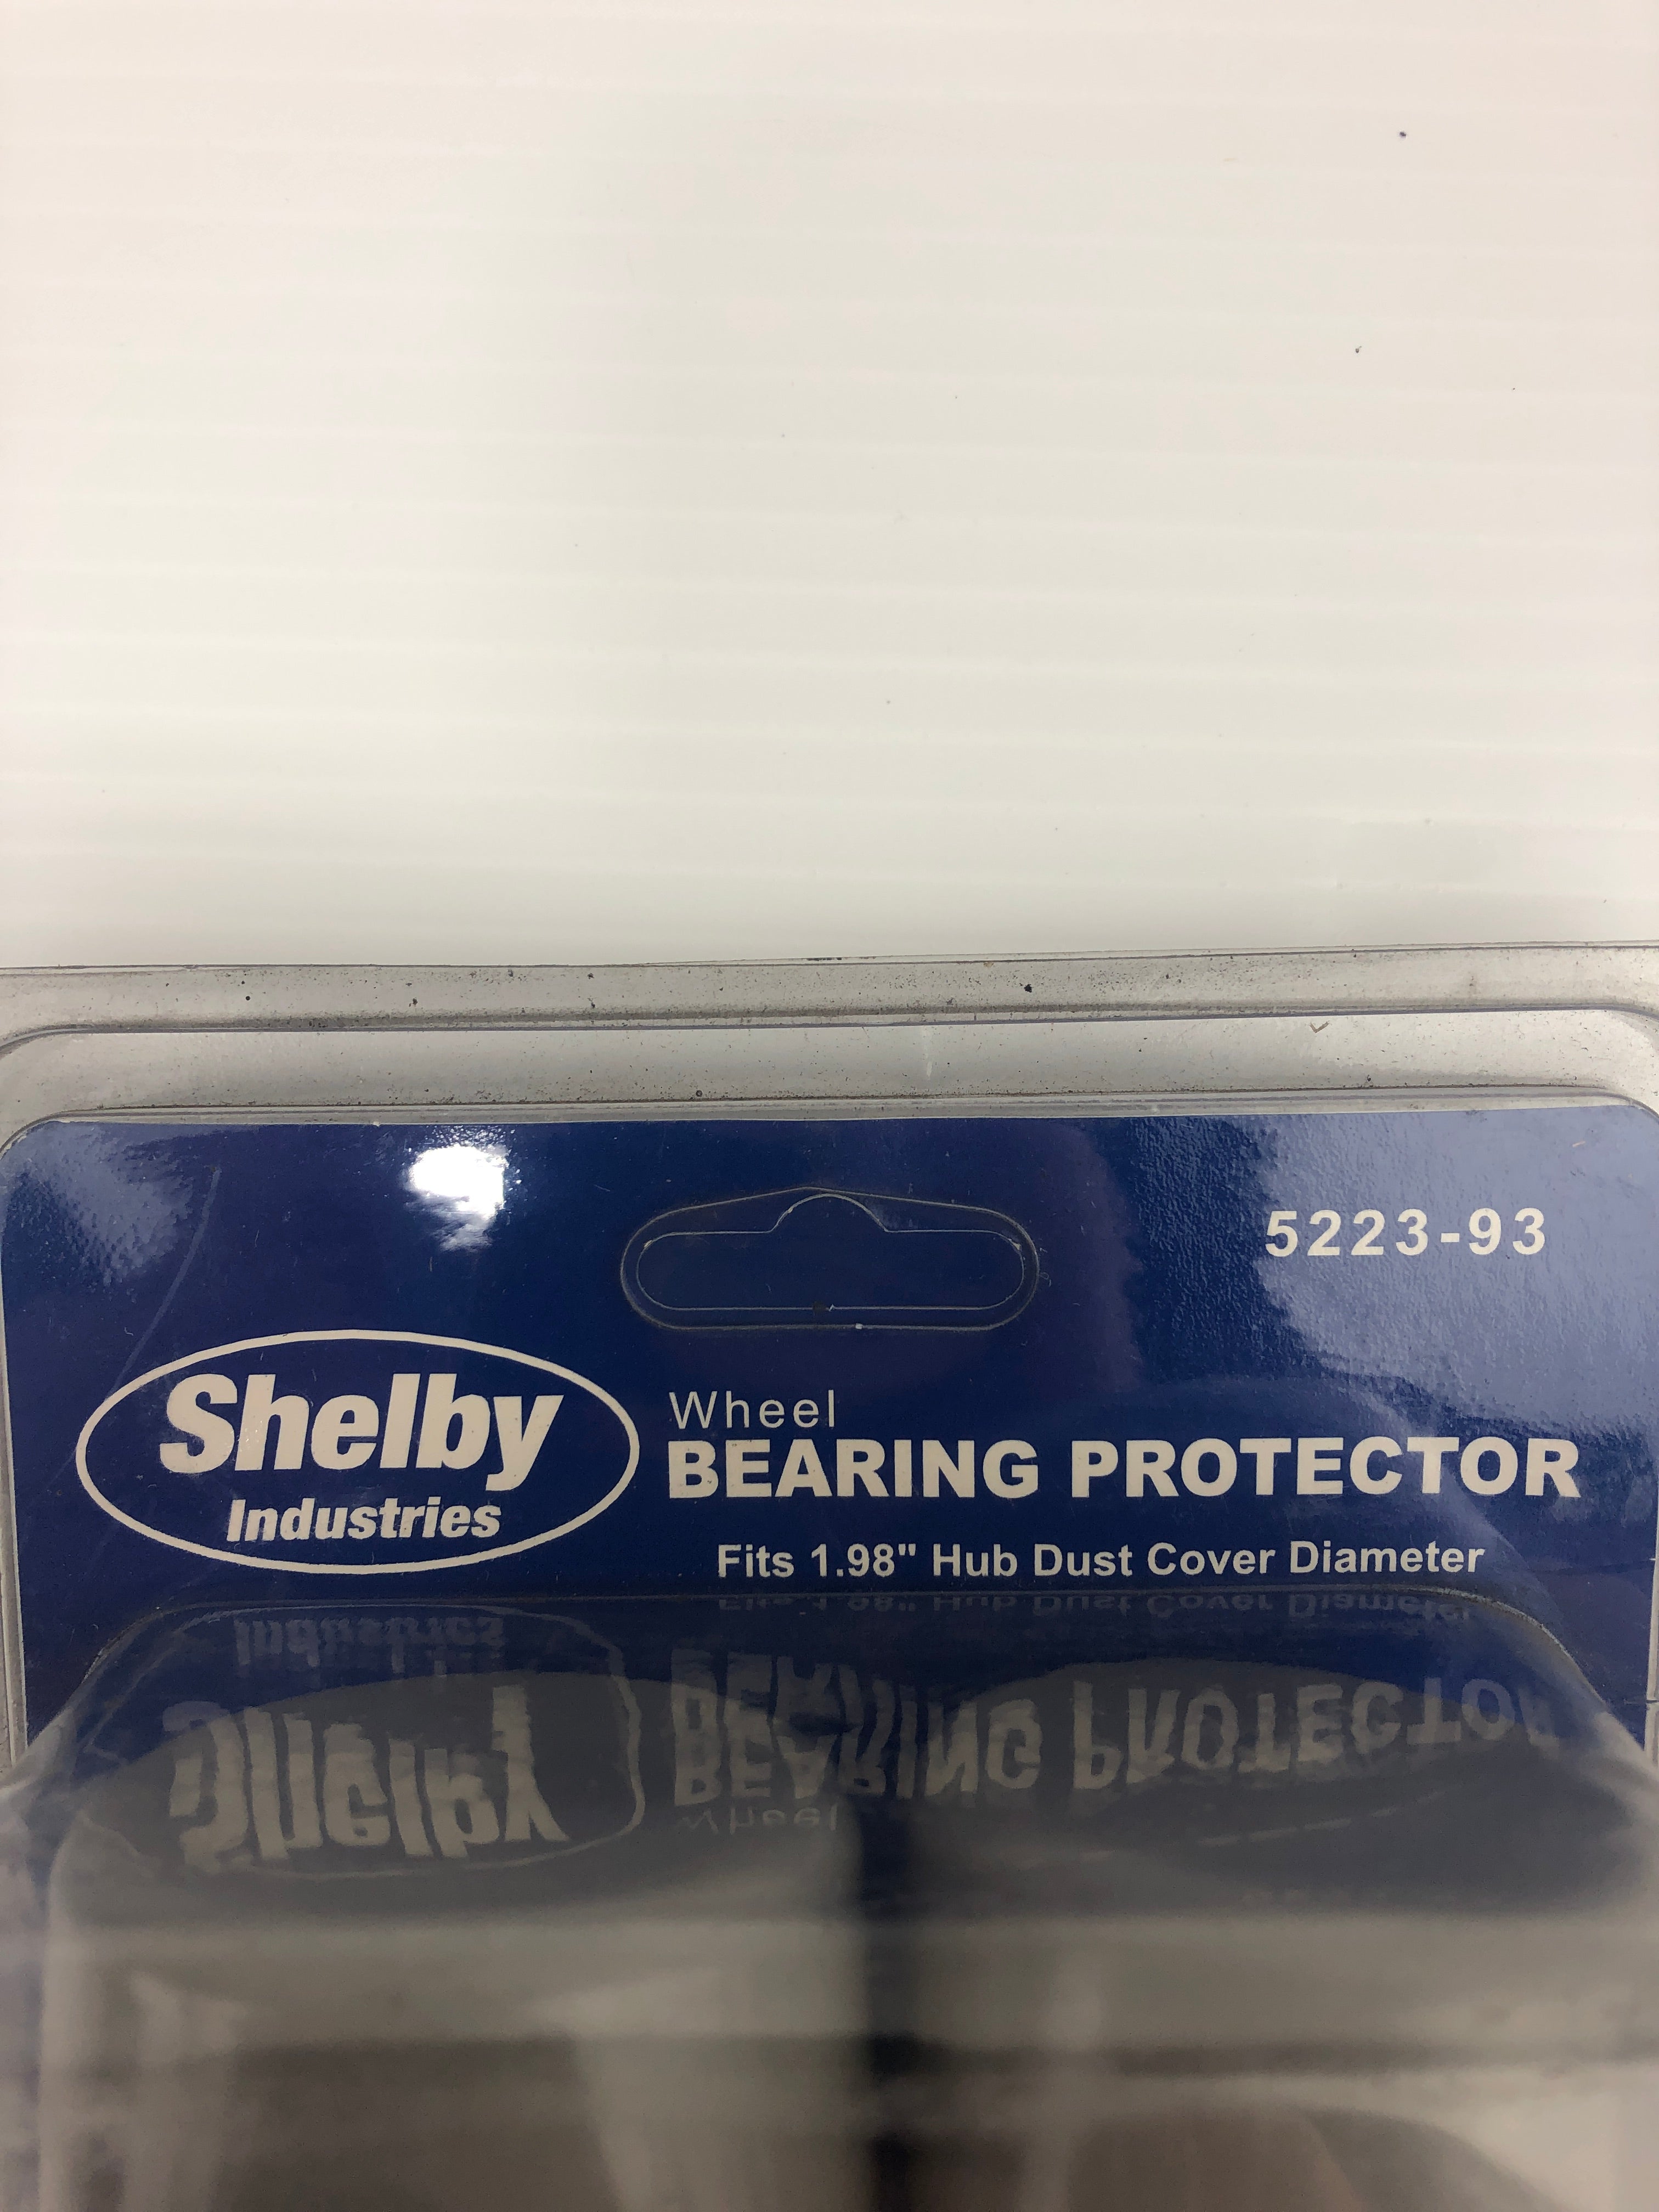 5223-93
Shelby
Industries
Wheel
BEARING PROTECTOR
Fits 1.98" Hub Dust Cover Diameter